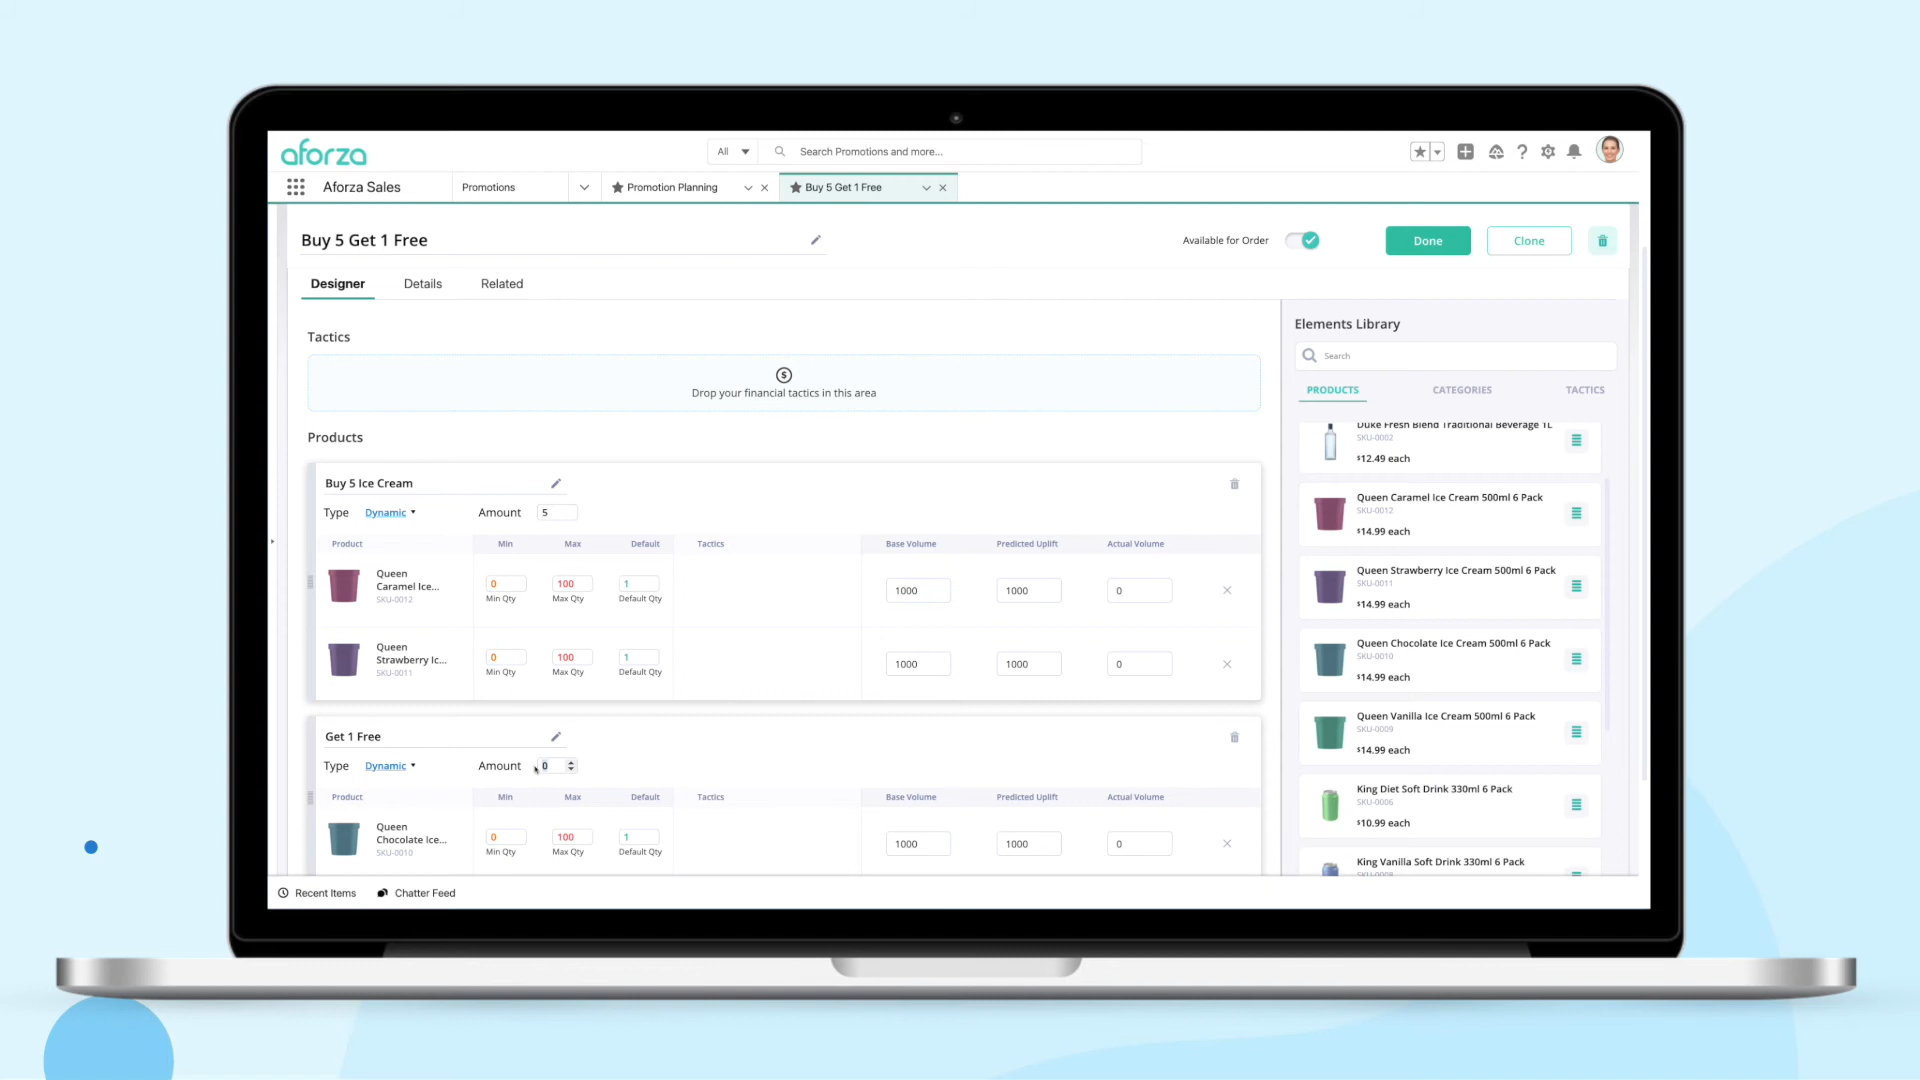 aforza
All
Search Promotions and more...
Aforza Sales
Promotions
Promotion Planning
Buy 5 Get 1 Free
Buy 5 Get 1 Free
Available for Order
Done
Clone
Designer
Details
Related
Tactics
Drop your financial tactics in this area
Products
Buy 5 Ice Cream
Type Dynamic Amount 5
Product Min Max Default Tactics Base Volume Predicted Uplift Actual Volume
Queen
Caramel Ice...
SKU-0012
0 100 1 1000 1000 0
Min Qty Max Qty Default Qty
Queen
Strawberry Ic...
SKU-0011
0 100 1 1000 1000 0
Min Qty Max Qty Default Qty
Get 1 Free
Type Dynamic Amount 0
Product Min Max Default Tactics Base Volume Predicted Uplift Actual Volume
Queen
Chocolate Ice...
SKU-0010
0 100 1 1000 1000 0
Min Qty Max Qty Default Qty
Elements Library
Search
PRODUCTS CATEGORIES TACTICS
Duke Fresh Blend Traditional Beverage 1L
SKU-0002
$12.49 each
Queen Caramel Ice Cream 500ml 6 Pack
SKU-0012
$14.99 each
Queen Strawberry Ice Cream 500ml 6 Pack
SKU-0011
$14.99 each
Queen Chocolate Ice Cream 500ml 6 Pack
SKU-0010
$14.99 each
Queen Vanilla Ice Cream 500ml 6 Pack
SKU-0009
$14.99 each
King Diet Soft Drink 330ml 6 Pack
SKU-0006
$10.99 each
King Vanilla Soft Drink 330ml 6 Pack
SKU-0008
Recent Items
Chatter Feed